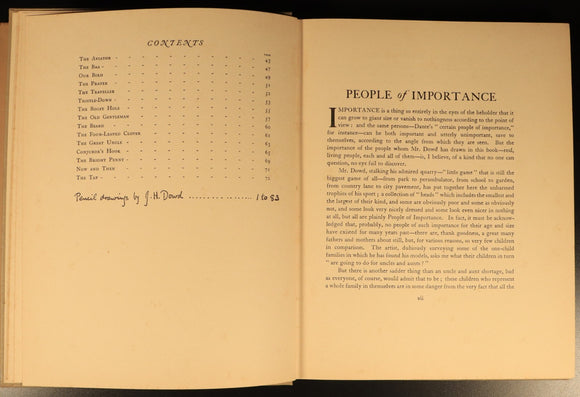 CONTENTS
PAGE
THE AVIATOR - 43
THE BAG - 47
OUR BIRD - 49
THE PRAYER - 51
THE TRAVELLER - 52
THISTLE-DOWN - 53
THE BOGEY HOLE - 55
THE OLD GENTLEMAN - 57
THE BEARD - 60
THE FOUR-LEAFED CLOVER - 62
THE GREAT UNCLE - 63
CONJUROR'S HOOK - 65
THE BRIGHT PENNY - 69
NOW AND THEN - 71
THE TAP - 72
Pencil drawings by J.H. Dowd .................... 1 to 83
PEOPLE of IMPORTANCE
IMPORTANCE is a thing so entirely in the eyes of the beholder that it
can grow to giant size or vanish to nothingness according to the point of
view: and the same persons—Dante's "certain people of importance,"
for instance—can be both important and utterly unimportant, save to
themselves, according to the angle from which they are seen. But the
importance of the people whom Mr. Dowd has drawn in this book—real,
living people, each and all of them—is, I believe, of a kind that no one can
question, no eyes can deny.
Mr. Dowd, stalking his admired quarry—"little game" that is still the
biggest game of all—from park to perambulator, from school to garden,
from country lane to city pavement, has put together here the unharmed
trophies of his sport; a collection of "heads" which includes the smallest and
the largest of their kind, and some are obviously poor and some as obviously
not, and some look very nicely dressed and some look even nicer in nothing
at all, but all are plainly People of Importance. In fact, it must be acknow-
ledged that, probably, no people of such importance for their age and size
have existed for many years past—there are, thank goodness, a great many
fathers and mothers about still, but, for various reasons, so very few children
in comparison. The artist, dubiously surveying some of the one-child
families in which he has found his models, asks me what their children in turn
"are going to do for uncles and aunts?"
But there is another sadder thing than an uncle and aunt shortage, bad
as everyone, of course, would admit that to be; these children who represent
a whole family in themselves are in some danger from the very fact that all the
vii